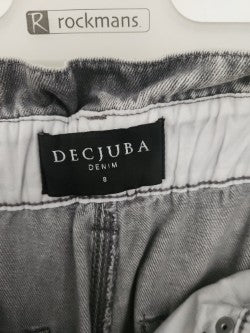 R rockmans.
DECJUBA
DENIM
8